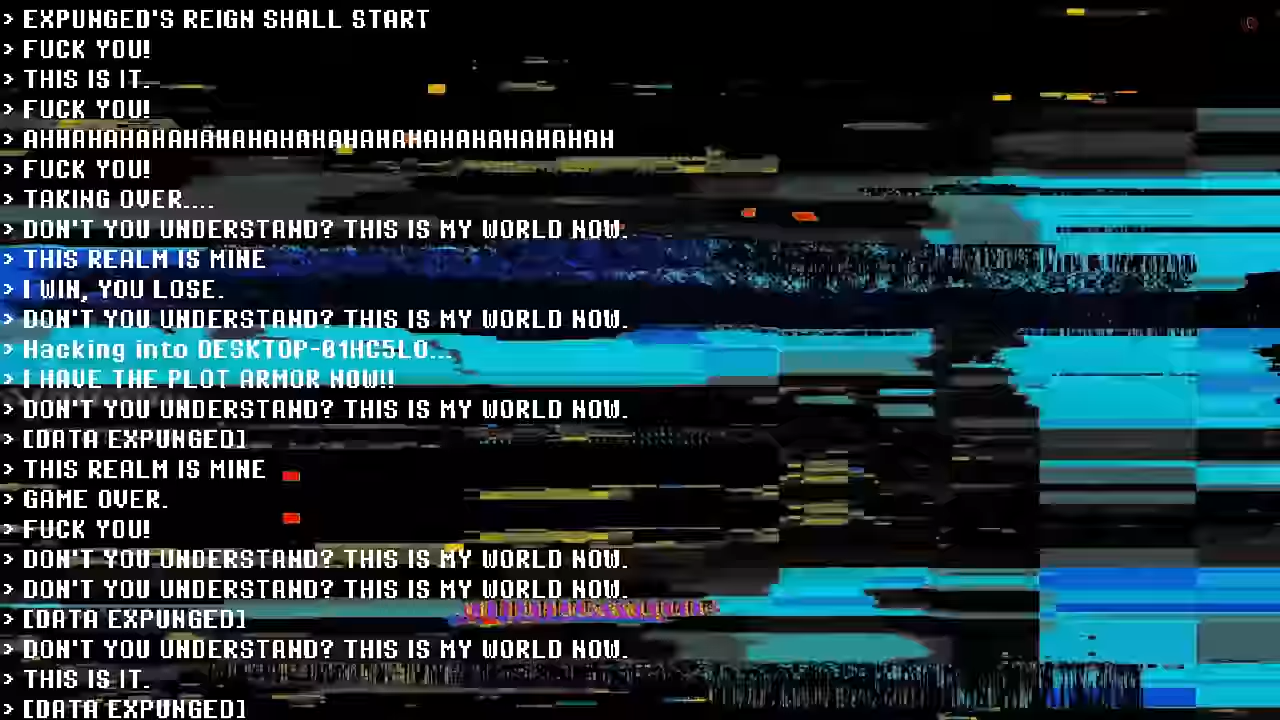 > EXPUNGED'S REIGN SHALL START
> FUCK YOU!
> THIS IS IT.
> FUCK YOU!
> AHHAHAHAHAHAHAHAHAHAHAHAHAHAHAHAHAHAHAH
> FUCK YOU!
> TAKING OVER....
> DON'T YOU UNDERSTAND? THIS IS MY WORLD NOW.
> THIS REALM IS MINE
> I WIN, YOU LOSE.
> DON'T YOU UNDERSTAND? THIS IS MY WORLD NOW.
> Hacking into DESKTOP-01HC5LO...
> I HAVE THE PLOT ARMOR NOW!!
> DON'T YOU UNDERSTAND? THIS IS MY WORLD NOW.
> [DATA EXPUNGED]
> THIS REALM IS MINE
> GAME OVER.
> FUCK YOU!
> DON'T YOU UNDERSTAND? THIS IS MY WORLD NOW.
> DON'T YOU UNDERSTAND? THIS IS MY WORLD NOW.
> [DATA EXPUNGED]
> DON'T YOU UNDERSTAND? THIS IS MY WORLD NOW.
> THIS IS IT.
> [DATA EXPUNGED]